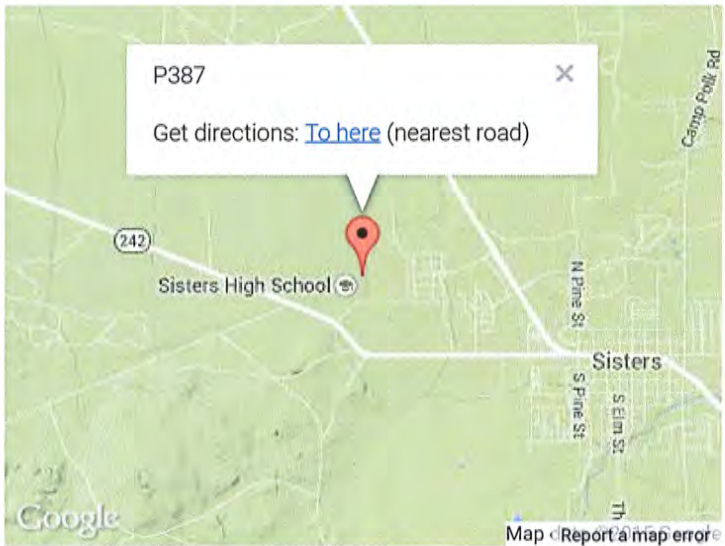 P387
×
Get directions: To here (nearest road)
Camp Polk Rd
242
Sisters High School
N Pine St
Sisters
S Pine St
S Elm St
Th
Google
Map Report a map error